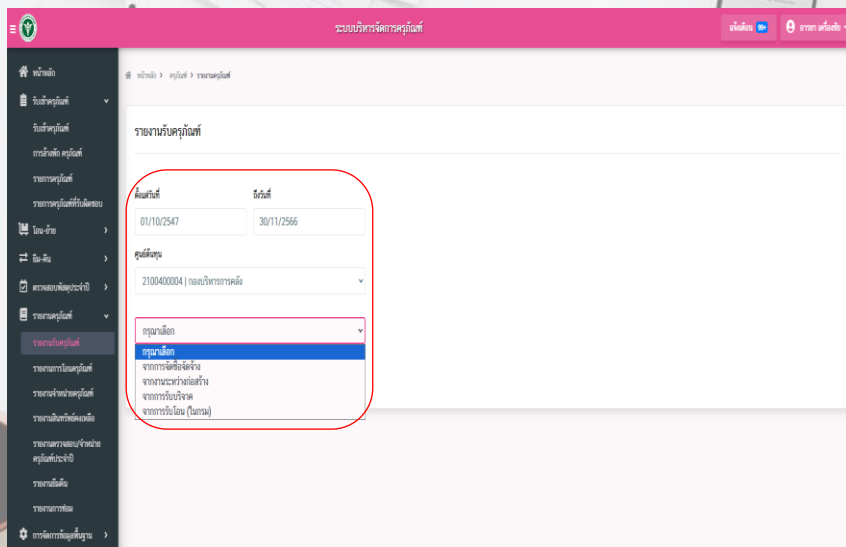 ระบบบริหารจัดการครุภัณฑ์
แจ้งเตือน 99+
อารยา เครื่องชัย
หน้าหลัก
รับเข้าครุภัณฑ์
รับเข้าครุภัณฑ์
การล้างพัก ครุภัณฑ์
รายการครุภัณฑ์
รายการครุภัณฑ์ที่รับผิดชอบ
โอน-ย้าย
ยืม-คืน
ตรวจสอบพัสดุประจำปี
รายงานครุภัณฑ์
รายงานรับครุภัณฑ์
รายงานการโอนครุภัณฑ์
รายงานจำหน่ายครุภัณฑ์
รายงานสินทรัพย์คงเหลือ
รายงานตรวจสอบ/จำหน่าย
ครุภัณฑ์ประจำปี
รายงานยืมคืน
รายงานการซ่อม
การจัดการข้อมูลพื้นฐาน
หน้าหลัก > ครุภัณฑ์ > รายงานครุภัณฑ์
รายงานรับครุภัณฑ์
ตั้งแต่วันที่ ถึงวันที่
01/10/2547 30/11/2566
ศูนย์ต้นทุน
2100400004 | กองบริหารการคลัง
กรุณาเลือก
กรุณาเลือก
จากการจัดซื้อจัดจ้าง
จากงานระหว่างก่อสร้าง
จากการรับบริจาค
จากการรับโอน (ในกรม)